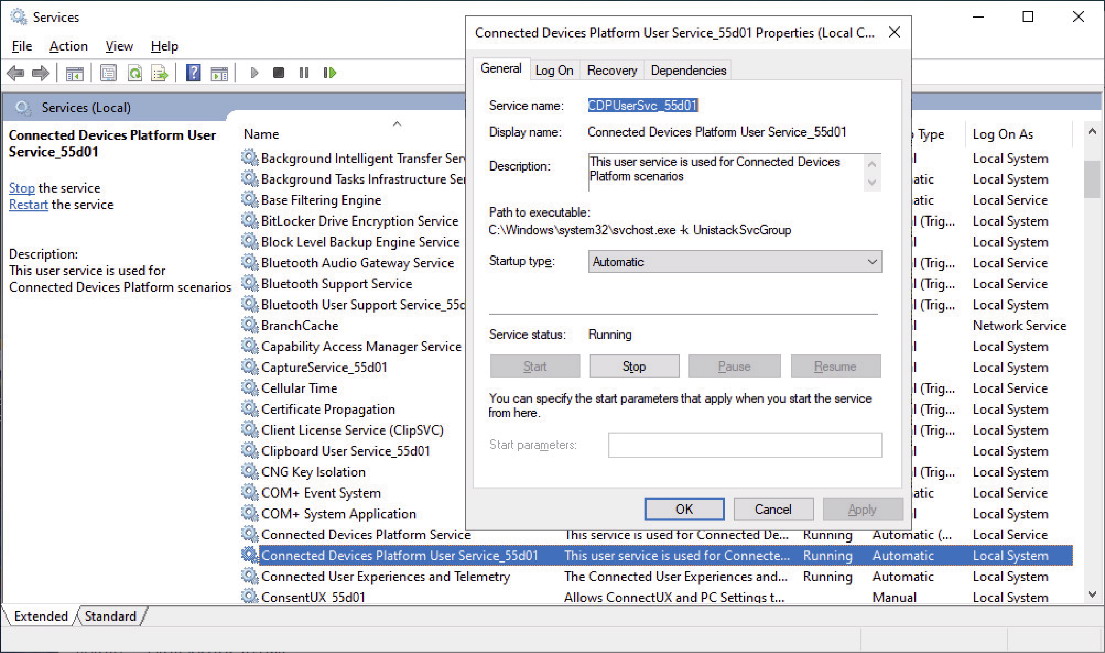 Services
File Action View Help
Services (Local)
Connected Devices Platform User
Service_55d01
Stop the service
Restart the service
Description:
This user service is used for
Connected Devices Platform scenarios
Name
Type Log On As
Background Intelligent Transfer Ser
l Local System
Background Tasks Infrastructure Se
atic Local System
Base Filtering Engine
atic Local Service
BitLocker Drive Encryption Service
l (Trig... Local System
Block Level Backup Engine Service
l Local System
Bluetooth Audio Gateway Service
l (Trig... Local Service
Bluetooth Support Service
l (Trig... Local Service
Bluetooth User Support Service_55d
l (Trig... Local System
BranchCache
l Network Service
Capability Access Manager Service
l Local System
CaptureService_55d01
l Local System
Cellular Time
l (Trig... Local Service
Certificate Propagation
l (Trig... Local System
Client License Service (ClipSVC)
l (Trig... Local System
Clipboard User Service_55d01
l Local System
CNG Key Isolation
l (Trig... Local System
COM+ Event System
atic Local Service
COM+ System Application
l Local System
Connected Devices Platform Service This service is used for Connected De... Running Automatic (... Local Service
Connected Devices Platform User Service_55d01 This user service is used for Connecte... Running Automatic Local System
Connected User Experiences and Telemetry The Connected User Experiences and... Running Automatic Local System
ConsentUX_55d01 Allows ConnectUX and PC Settings t... Manual Local System
Extended Standard
Connected Devices Platform User Service_55d01 Properties (Local C...
General Log On Recovery Dependencies
Service name: CDPUserSvc_55d01
Display name: Connected Devices Platform User Service_55d01
Description: This user service is used for Connected Devices
Platform scenarios
Path to executable:
C:\Windows\system32\svchost.exe -k UnistackSvcGroup
Startup type: Automatic
Service status: Running
Start Stop Pause Resume
You can specify the start parameters that apply when you start the service
from here.
Start parameters:
OK Cancel Apply